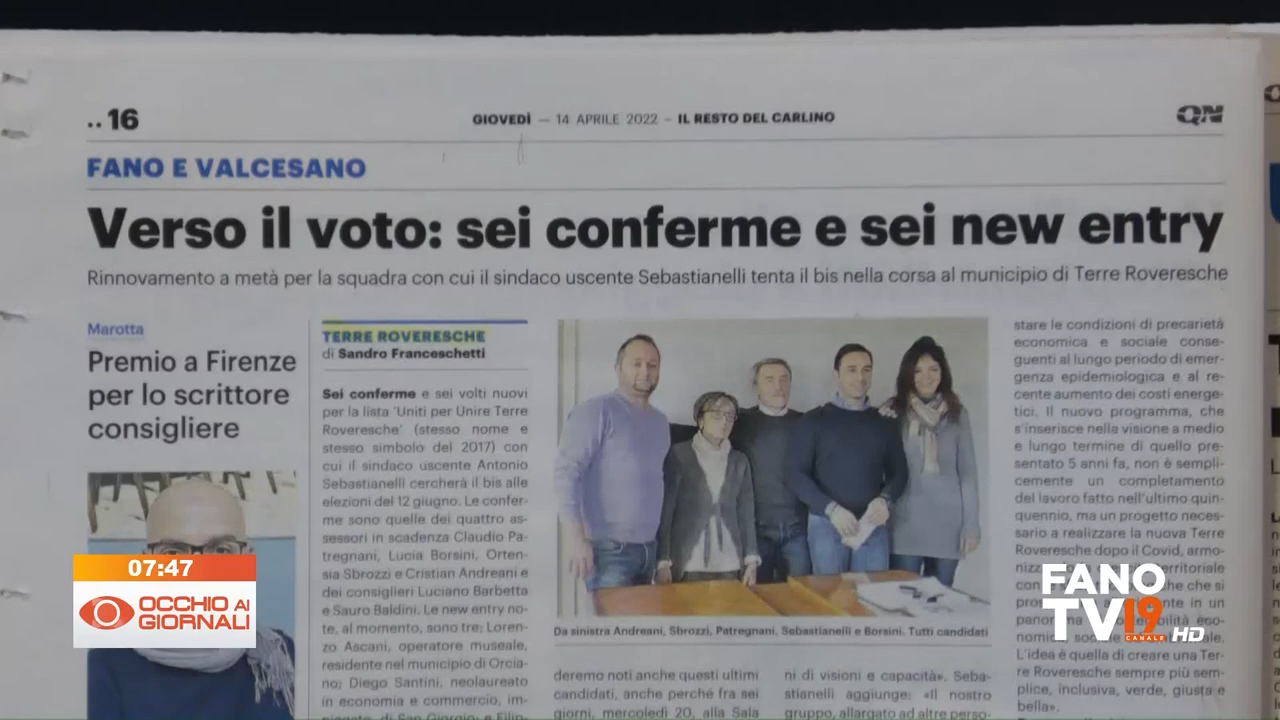 .. 16
GIOVEDÌ — 14 APRILE 2022 – IL RESTO DEL CARLINO
QN
FANO E VALCESANO
Verso il voto: sei conferme e sei new entry
Rinnovamento a metà per la squadra con cui il sindaco uscente Sebastianelli tenta il bis nella corsa al municipio di Terre Roveresche
Marotta
Premio a Firenze
per lo scrittore
consigliere
TERRE ROVERESCHE
di Sandro Franceschetti
Sei conferme e sei volti nuovi
per la lista 'Uniti per Unire Terre
Roveresche' (stesso nome e
stesso simbolo del 2017) con
cui il sindaco uscente Antonio
Sebastianelli cercherà il bis alle
elezioni del 12 giugno. Le confer-
me sono quelle dei quattro as-
sessori in scadenza Claudio Pa-
tregnani, Lucia Borsini, Orten-
sia Sbrozzi e Cristian Andreani e
dei consiglieri Luciano Barbetta
e Sauro Baldini. Le new entry no-
te, al momento, sono tre; Loren-
zo Ascani, operatore museale,
residente nel municipio di Orcia-
no; Diego Santini, neolaureato
in economia e commercio, im-
piegato, di San Giorgio; e Filip-
Da sinistra Andreani, Sbrozzi, Patregnani, Sebastianelli e Borsini. Tutti candidati
deremo noti anche questi ultimi
candidati, anche perché fra sei
giorni, mercoledì 20, alla Sala
ni di visioni e capacità». Seba-
stianelli aggiunge: «Il nostro
gruppo, allargato ad altre perso-
stare le condizioni di precarietà
economica e sociale conse-
guenti al lungo periodo di emer-
genza epidemiologica e al re-
cente aumento dei costi energe-
tici. Il nuovo programma, che
s'inserisce nella visione a medio
e lungo termine di quello pre-
sentato 5 anni fa, non è sempli-
cemente un completamento
del lavoro fatto nell'ultimo quin-
quennio, ma un progetto neces-
sario a realizzare la nuova Terre
Roveresche dopo il Covid, armo-
che si
in un
L'idea è quella di creare una Ter-
re Roveresche sempre più sem-
plice, inclusiva, verde, giusta e
bella».
07:47
OCCHIO AI
GIORNALI
FANO
TV19
CANALE HD